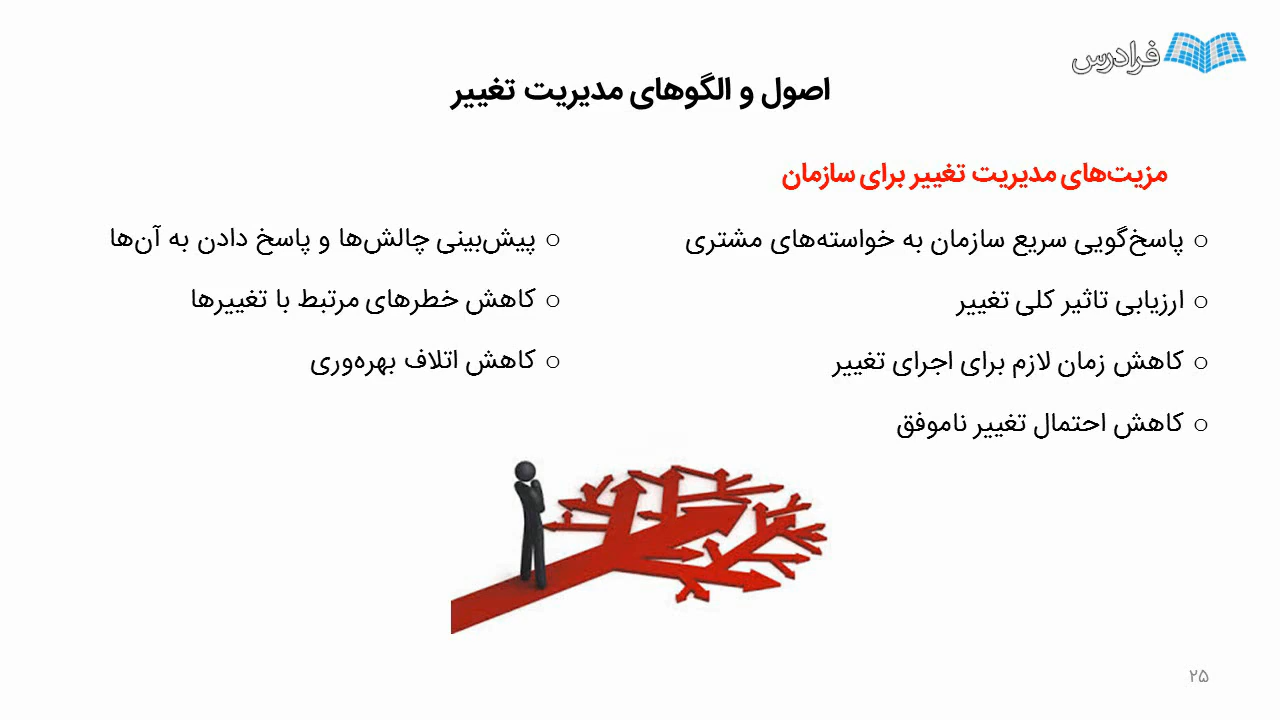 فرادرس
اصول و الگوهای مدیریت تغییر
مزیت‌های مدیریت تغییر برای سازمان
○ پاسخ‌گویی سریع سازمان به خواسته‌های مشتری
○ ارزیابی تاثیر کلی تغییر
○ کاهش زمان لازم برای اجرای تغییر
○ کاهش احتمال تغییر ناموفق
○ پیش‌بینی چالش‌ها و پاسخ دادن به آن‌ها
○ کاهش خطرهای مرتبط با تغییرها
○ کاهش اتلاف بهره‌وری
۲۵